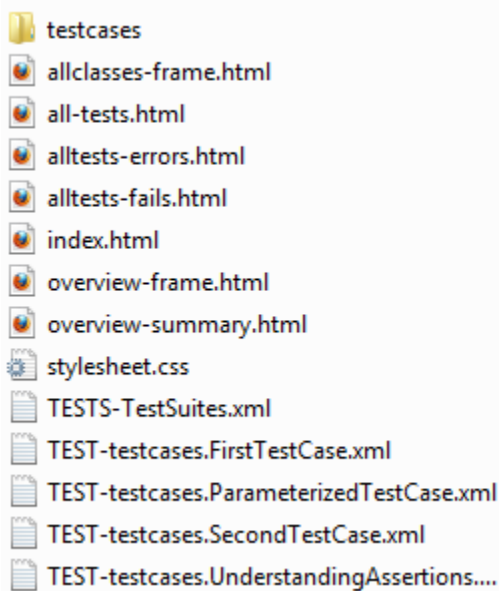 testcases
allclasses-frame.html
all-tests.html
alltests-errors.html
alltests-fails.html
index.html
overview-frame.html
overview-summary.html
stylesheet.css
TESTS-TestSuites.xml
TEST-testcases.FirstTestCase.xml
TEST-testcases.ParameterizedTestCase.xml
TEST-testcases.SecondTestCase.xml
TEST-testcases.UnderstandingAssertions....